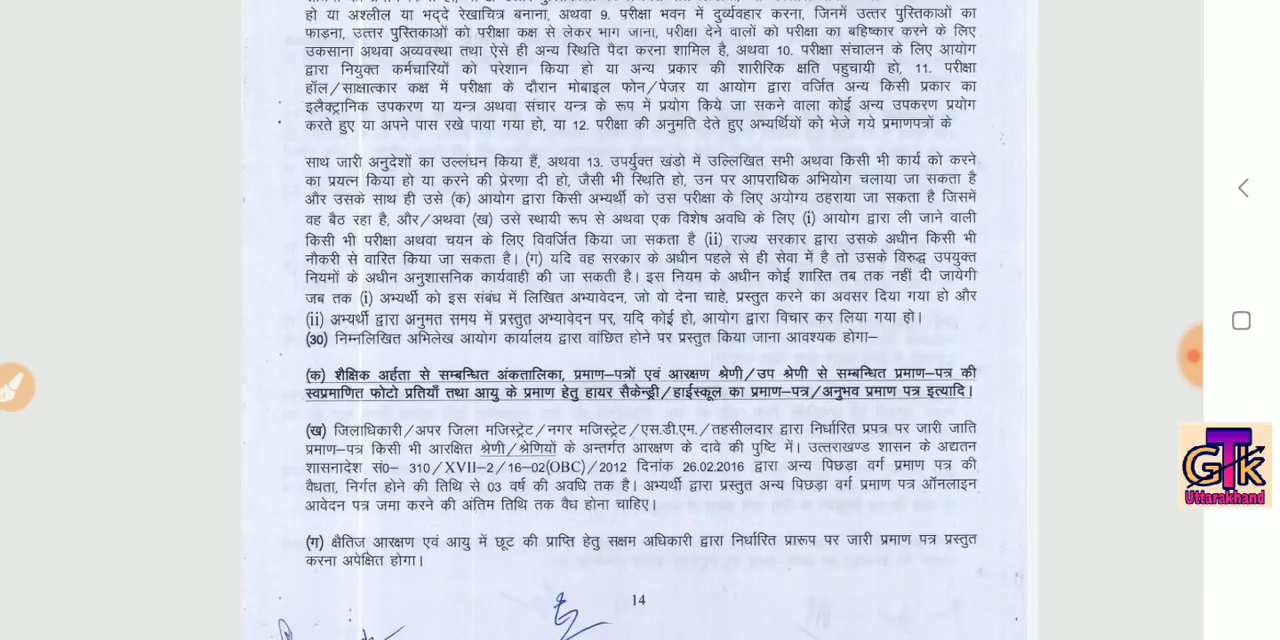 हो या अश्लील या भद्दे रेखाचित्र बनाना, अथवा 9. परीक्षा भवन में दुर्व्यवहार करना, जिनमें उत्तर पुस्तिकाओं का
फाड़ना, उत्तर पुस्तिकाओं को परीक्षा कक्ष से लेकर भाग जाना, परीक्षा देने वालों को परीक्षा का बहिष्कार करने के लिए
उकसाना अथवा अव्यवस्था तथा ऐसे ही अन्य स्थिति पैदा करना शामिल है, अथवा 10. परीक्षा संचालन के लिए आयोग
द्वारा नियुक्त कर्मचारियों को परेशान किया हो या अन्य प्रकार की शारीरिक क्षति पहुचायी हो, 11. परीक्षा
हॉल/साक्षात्कार कक्ष में परीक्षा के दौरान मोबाइल फोन/पेजर या आयोग द्वारा वर्जित अन्य किसी प्रकार का
इलैक्ट्रानिक उपकरण या यन्त्र अथवा संचार यन्त्र के रूप में प्रयोग किये जा सकने वाला कोई अन्य उपकरण प्रयोग
करते हुए या अपने पास रखे पाया गया हो, या 12. परीक्षा की अनुमति देते हुए अभ्यर्थियों को भेजे गये प्रमाणपत्रों के
साथ जारी अनुदेशों का उल्लंघन किया हैं, अथवा 13. उपर्युक्त खंडो में उल्लिखित सभी अथवा किसी भी कार्य को करने
का प्रयत्न किया हो या करने की प्रेरणा दी हो, जैसी भी स्थिति हो, उन पर आपराधिक अभियोग चलाया जा सकता है
और उसके साथ ही उसे (क) आयोग द्वारा किसी अभ्यर्थी को उस परीक्षा के लिए अयोग्य ठहराया जा सकता है जिसमें
वह बैठ रहा है, और/अथवा (ख) उसे स्थायी रूप से अथवा एक विशेष अवधि के लिए (i) आयोग द्वारा ली जाने वाली
किसी भी परीक्षा अथवा चयन के लिए विवर्जित किया जा सकता है (ii) राज्य सरकार द्वारा उसके अधीन किसी भी
नौकरी से वारित किया जा सकता है। (ग) यदि वह सरकार के अधीन पहले से ही सेवा में है तो उसके विरुद्ध उपयुक्त
नियमों के अधीन अनुशासनिक कार्यवाही की जा सकती है। इस नियम के अधीन कोई शास्ति तब तक नहीं दी जायेगी
जब तक (i) अभ्यर्थी को इस संबंध में लिखित अभ्यावेदन, जो वो देना चाहे, प्रस्तुत करने का अवसर दिया गया हो और
(ii) अभ्यर्थी द्वारा अनुमत समय में प्रस्तुत अभ्यावेदन पर, यदि कोई हो, आयोग द्वारा विचार कर लिया गया हो।
(30) निम्नलिखित अभिलेख आयोग कार्यालय द्वारा वांछित होने पर प्रस्तुत किया जाना आवश्यक होगा–
(क) शैक्षिक अर्हता से सम्बन्धित अंकतालिका, प्रमाण–पत्रों एवं आरक्षण श्रेणी/उप श्रेणी से सम्बन्धित प्रमाण–पत्र की
स्वप्रमाणित फोटो प्रतियाँ तथा आयु के प्रमाण हेतु हायर सैकेन्ड्री/हाईस्कूल का प्रमाण–पत्र/अनुभव प्रमाण पत्र इत्यादि।
(ख) जिलाधिकारी/अपर जिला मजिस्ट्रेट/नगर मजिस्ट्रेट/एस.डी.एम./तहसीलदार द्वारा निर्धारित प्रपत्र पर जारी जाति
प्रमाण–पत्र किसी भी आरक्षित श्रेणी/श्रेणियों के अन्तर्गत आरक्षण के दावे की पुष्टि में। उत्तराखण्ड शासन के अद्यतन
शासनादेश सं0– 310/XVII–2/16–02(OBC)/2012 दिनांक 26.02.2016 द्वारा अन्य पिछड़ा वर्ग प्रमाण पत्र की
वैधता, निर्गत होने की तिथि से 03 वर्ष की अवधि तक है। अभ्यर्थी द्वारा प्रस्तुत अन्य पिछड़ा वर्ग प्रमाण पत्र ऑनलाइन
आवेदन पत्र जमा करने की अंतिम तिथि तक वैध होना चाहिए।
(ग) क्षैतिज आरक्षण एवं आयु में छूट की प्राप्ति हेतु सक्षम अधिकारी द्वारा निर्धारित प्रारूप पर जारी प्रमाण पत्र प्रस्तुत
करना अपेक्षित होगा।
14
GTK
Uttarakhand